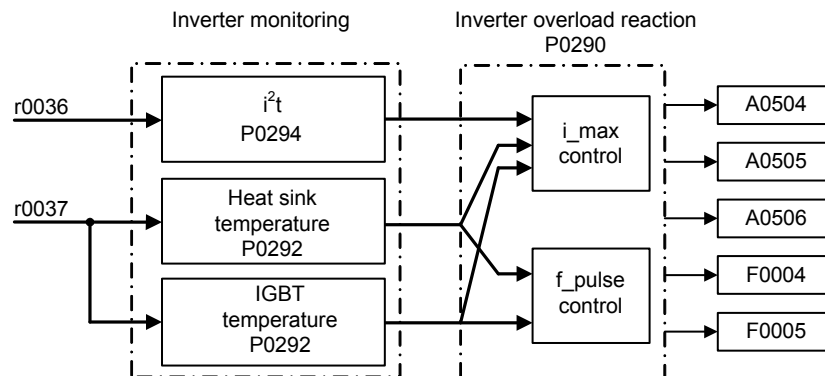 Inverter monitoring
Inverter overload reaction
P0290
r0036
i²t
P0294
r0037
Heat sink
temperature
P0292
IGBT
temperature
P0292
i_max
control
f_pulse
control
A0504
A0505
A0506
F0004
F0005